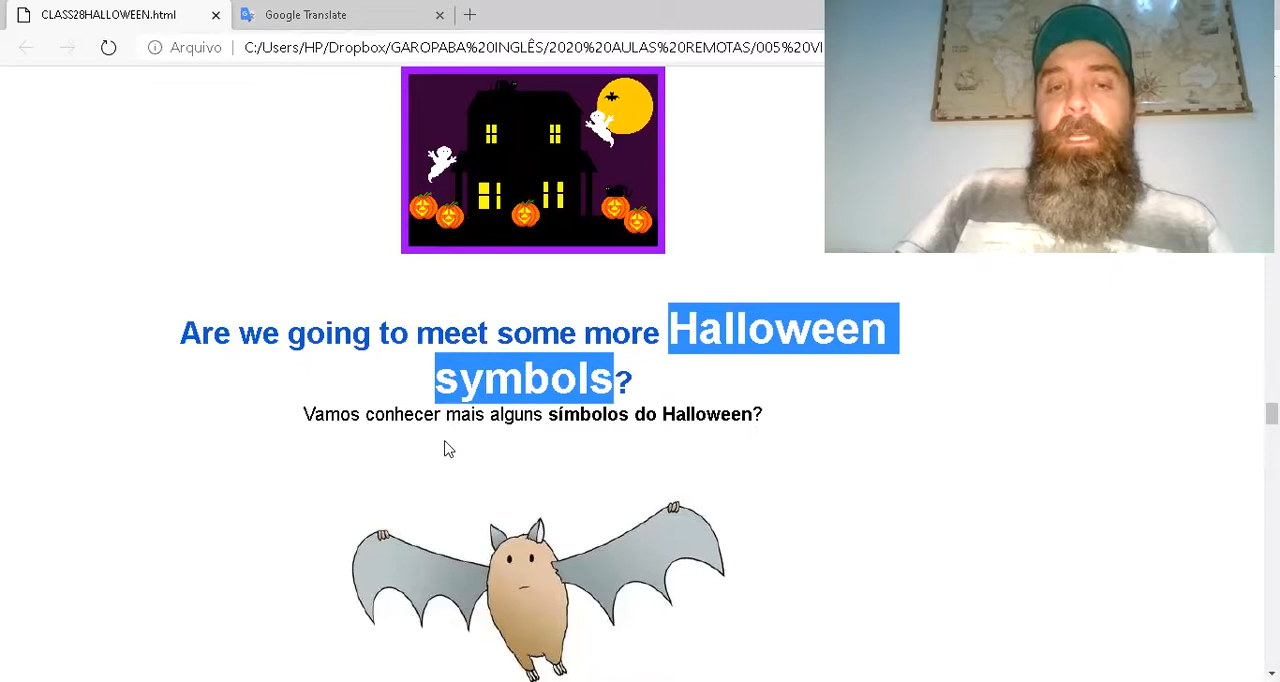 CLASS28HALLOWEEN.html
Google Translate
Arquivo
C:/Users/HP/Dropbox/GAROPABA%20INGLÊS/2020%20AULAS%20REMOTAS/005%20VI
Are we going to meet some more Halloween
symbols?
Vamos conhecer mais alguns símbolos do Halloween?